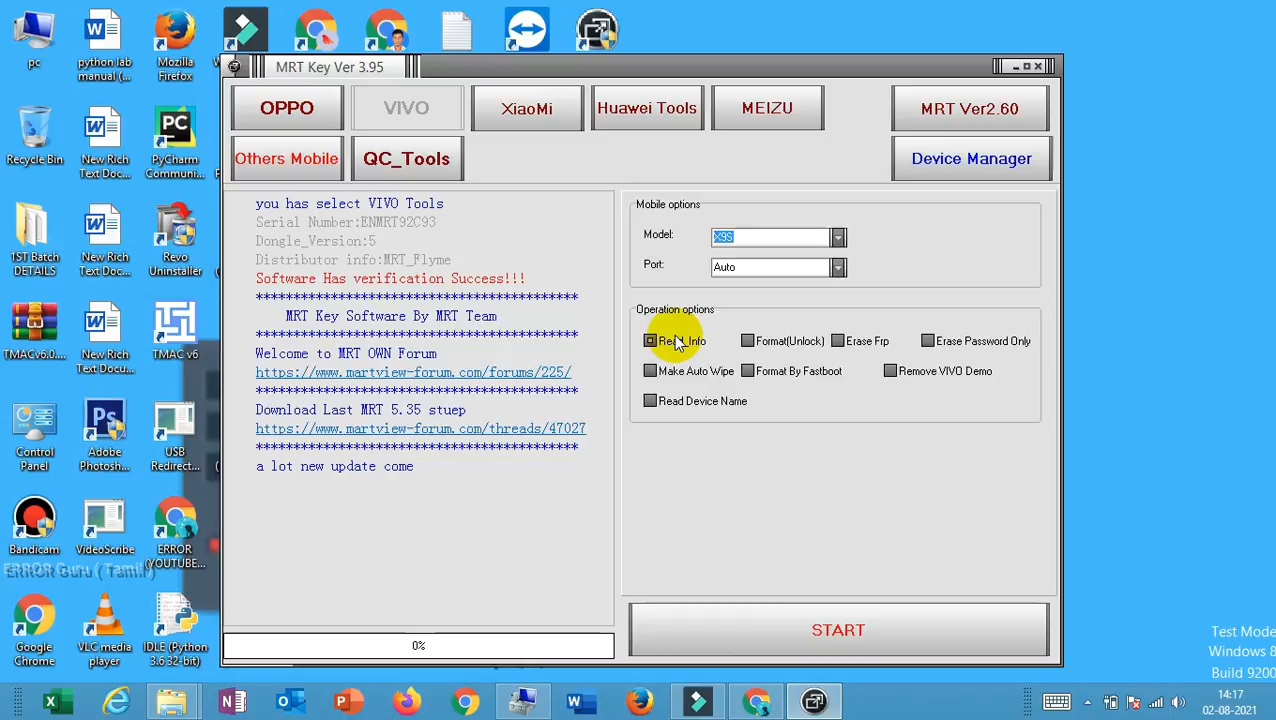 pc
python lab
manual (...
Mozilla
Firefox
MRT Key Ver 3.95
OPPO
VIVO
XiaoMi
Huawei Tools
MEIZU
MRT Ver2.60
Others Mobile
QC_Tools
Device Manager
Recycle Bin
New Rich
Text Doc...
PC
PyCharm
Communi...
1ST Batch
DETAILS
New Rich
Text Doc...
Revo
Uninstaller
TMACv6.0....
New Rich
Text Doc...
TMAC v6
Control
Panel
Ps
Adobe
Photosh...
USB
Redirect...
Bandicam
VideoScribe
ERROR
(YOUTUBE...
ERROR Guru ( Tamil)
Google
Chrome
VLC media
player
IDLE (Python
3.6 32-bit)
you has select VIVO Tools
Serial Number:ENMRT92C93
Dongle_Version:5
Distributor info:MRT_Flyme
Software Has verification Success!!!
*******************************************
MRT Key Software By MRT Team
*******************************************
Welcome to MRT OWN Forum
https://www.martview-forum.com/forums/225/
*******************************************
Download Last MRT 5.35 stuep
https://www.martview-forum.com/threads/47027
*******************************************
a lot new update come
0%
Mobile options
Model: X9S
Port: Auto
Operation options
Read_Info Format(Unlock) Erase Frp Erase Password Only
Make Auto Wipe Format By Fastboot Remove VIVO Demo
Read Device Name
START
Test Mode
Windows 8
Build 9200
14:17
02-08-2021